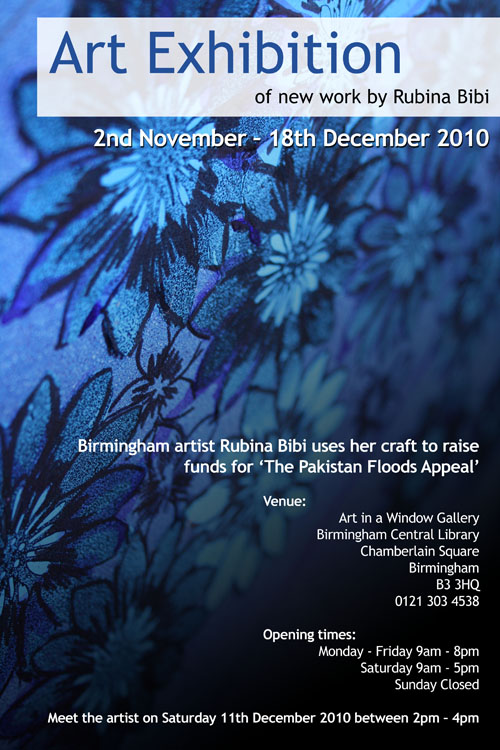 Art Exhibition
of new work by Rubina Bibi
2nd November – 18th December 2010
Birmingham artist Rubina Bibi uses her craft to raise
funds for ‘The Pakistan Floods Appeal’
Venue:
Art in a Window Gallery
Birmingham Central Library
Chamberlain Square
Birmingham
B3 3HQ
0121 303 4538
Opening times:
Monday - Friday 9am - 8pm
Saturday 9am - 5pm
Sunday Closed
Meet the artist on Saturday 11th December 2010 between 2pm – 4pm